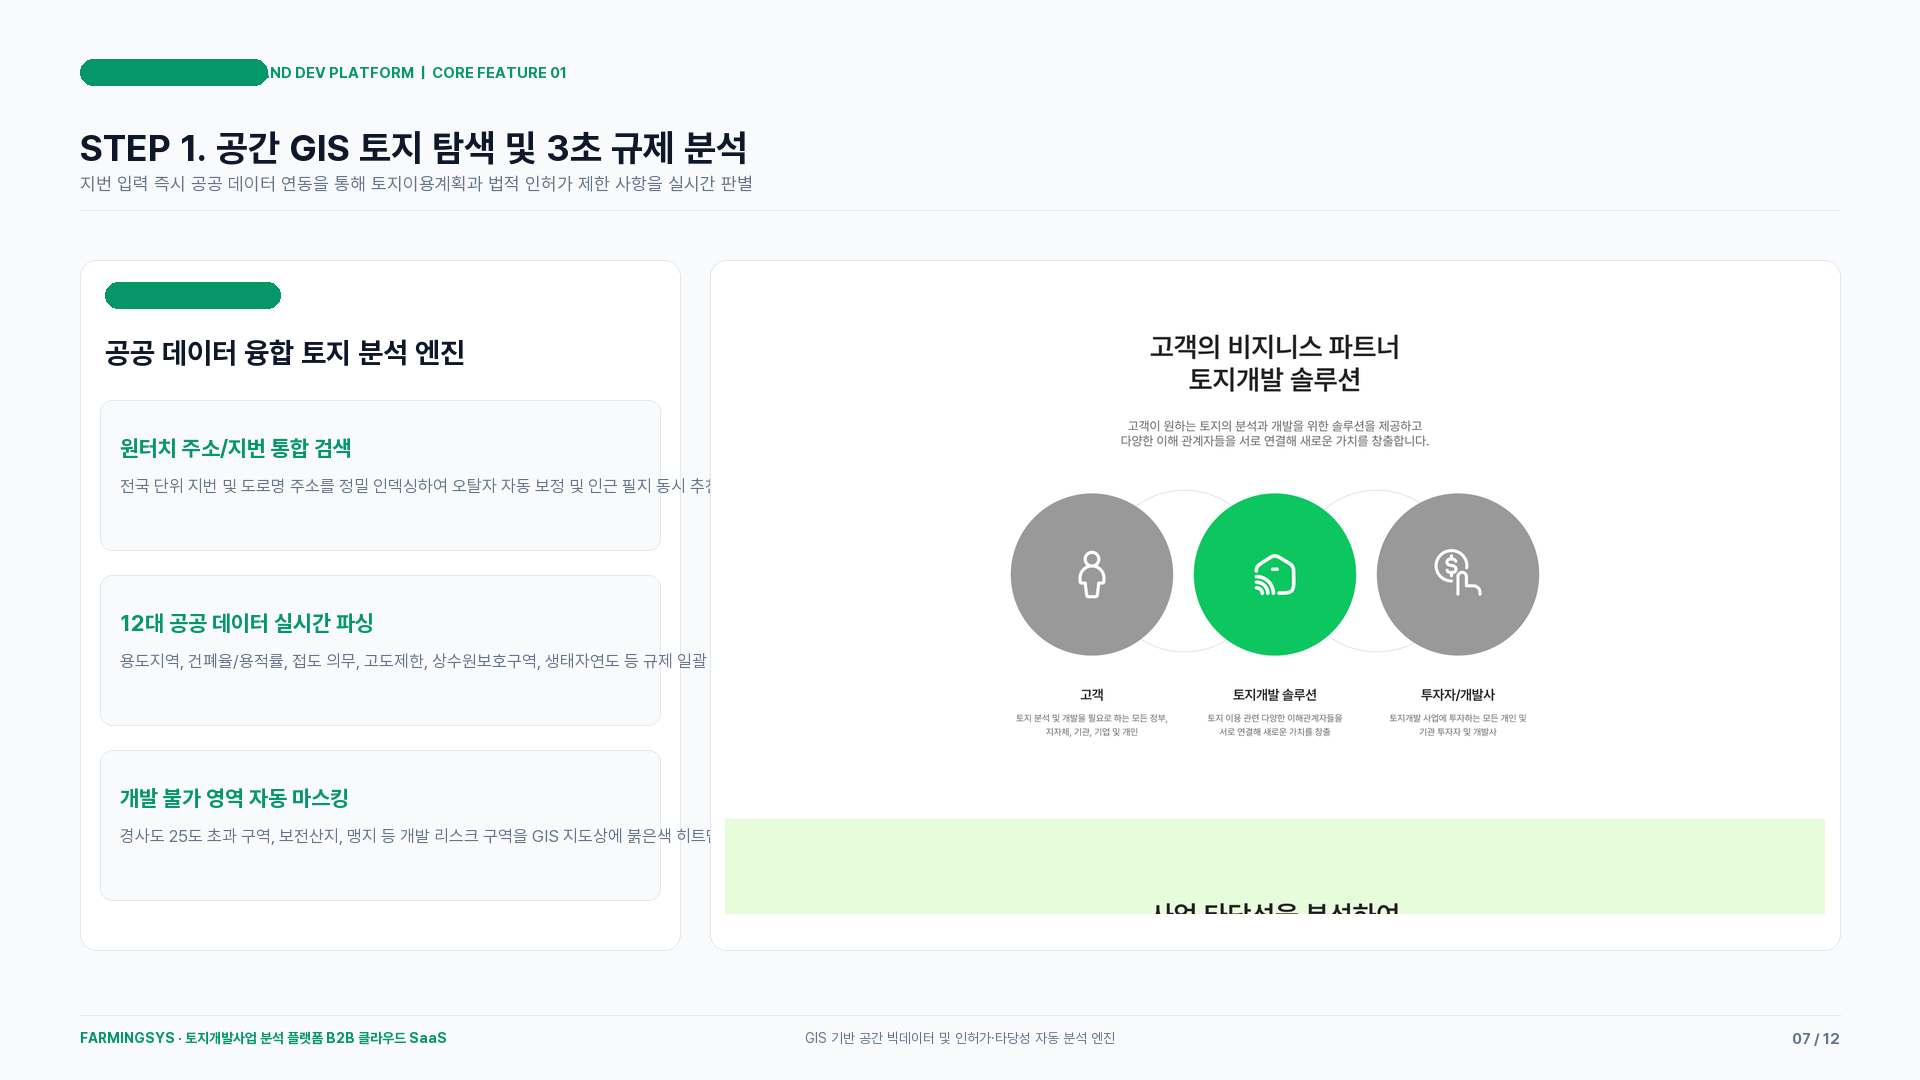 DEV PLATFORM | CORE FEATURE 01
STEP 1. 공간 GIS 토지 탐색 및 3초 규제 분석
지번 입력 즉시 공공 데이터 연동을 통해 토지이용계획과 법적 인허가 제한 사항을 실시간 판별
공공 데이터 융합 토지 분석 엔진
원터치 주소/지번 통합 검색
전국 단위 지번 및 도로명 주소를 정밀 인덱싱하여 오탈자 자동 보정 및 인근 필지 동시
12대 공공 데이터 실시간 파싱
용도지역, 건폐율/용적률, 접도 의무, 고도제한, 상수원보호구역, 생태자연도 등 규제 일괄
개발 불가 영역 자동 마스킹
경사도 25도 초과 구역, 보전산지, 맹지 등 개발 리스크 구역을 GIS 지도상에 붉은색
고객의 비지니스 파트너
토지개발 솔루션
고객이 원하는 토지의 분석과 개발을 위한 솔루션을 제공하고
다양한 이해 관계자들을 서로 연결해 새로운 가치를 창출합니다.
고객
토지 분석 및 개발을 필요로 하는 모든 정부,
지자체, 기관, 기업 및 개인
토지개발 솔루션
토지 이용 관련 다양한 이해관계자들을
서로 연결해 새로운 가치를 창출
투자자/개발사
토지개발 사업에 투자하는 모든 개인 및
기관 투자자 및 개발사
사업 타당성을 분석하여
FARMINGSYS · 토지개발사업 분석 플랫폼 B2B 클라우드 SaaS
GIS 기반 공간 빅데이터 및 인허가·타당성 자동 분석 엔진
07 / 12